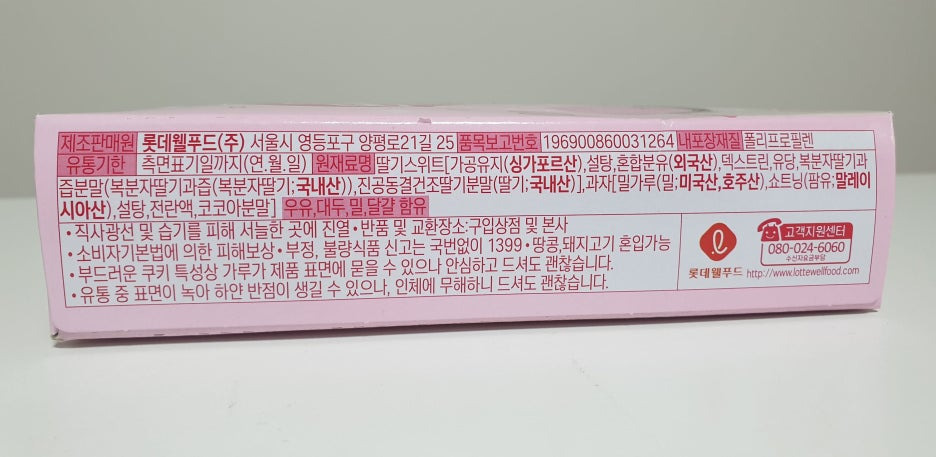 제조판매원 롯데웰푸드(주) 서울시 영등포구 양평로21길 25 품목보고번호 196900860031264 내포장재질 폴리프로필렌
유통기한 측면표기일까지(연.월.일) 원재료명 딸기스위트[가공유지(싱가포르산),설탕,혼합분유(외국산),덱스트린,유당,복분자딸기과
즙분말(복분자딸기과즙(복분자딸기;국내산)),진공동결건조딸기분말(딸기;국내산)],과자[밀가루(밀;미국산,호주산),쇼트닝(팜유;말레이
시아산),설탕,전란액,코코아분말] 우유,대두,밀,달걀 함유
•직사광선 및 습기를 피해 서늘한 곳에 진열•반품 및 교환장소:구입상점 및 본사
•소비자기본법에 의한 피해보상•부정, 불량식품 신고는 국번없이 1399•땅콩,돼지고기 혼입가능
•부드러운 쿠키 특성상 가루가 제품 표면에 묻을 수 있으나 안심하고 드셔도 괜찮습니다.
•유통 중 표면이 녹아 하얀 반점이 생길 수 있으나, 인체에 무해하니 드셔도 괜찮습니다.
롯데웰푸드
고객지원센터
080-024-6060
수신자요금부담
http://www.lottewellfood.com